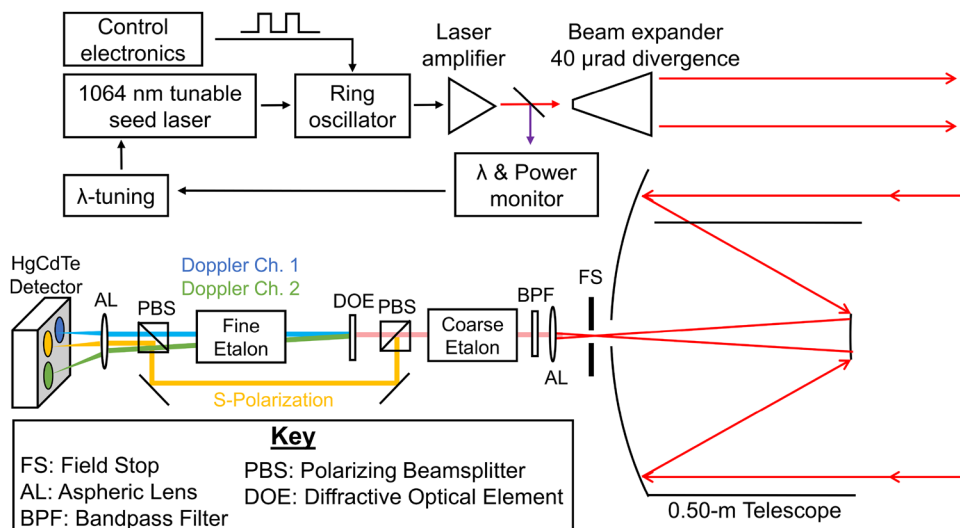 Control
electronics
Laser
amplifier
Beam expander
40 μrad divergence
1064 nm tunable
seed laser
Ring
oscillator
λ-tuning
λ & Power
monitor
HgCdTe
Detector
AL
PBS
Doppler Ch. 1
Doppler Ch. 2
Fine
Etalon
DOE
PBS
Coarse
Etalon
BPF
AL
FS
S-Polarization
Key
FS: Field Stop
AL: Aspheric Lens
BPF: Bandpass Filter
PBS: Polarizing Beamsplitter
DOE: Diffractive Optical Element
0.50-m Telescope